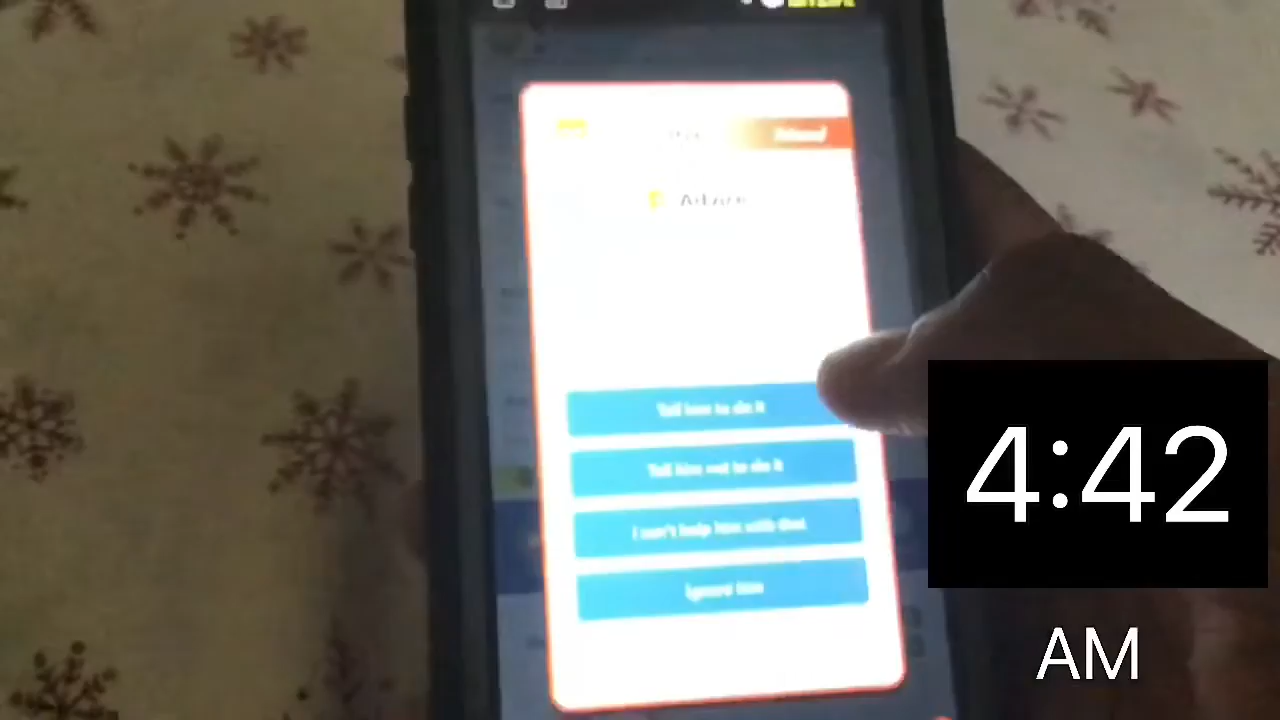 Advice
Tell him to do it
Tell him not to do it
I can't help him with that
Ignore him
4:42
AM